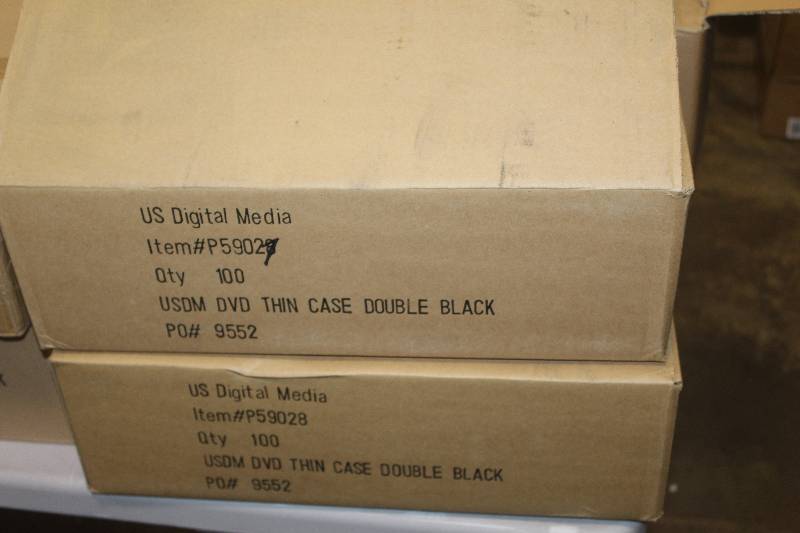 US Digital Media
Item#P59029
Qty 100
USDM DVD THIN CASE DOUBLE BLACK
PO# 9552
US Digital Media
Item#P59028
Qty 100
USDM DVD THIN CASE DOUBLE BLACK
PO# 9552
K